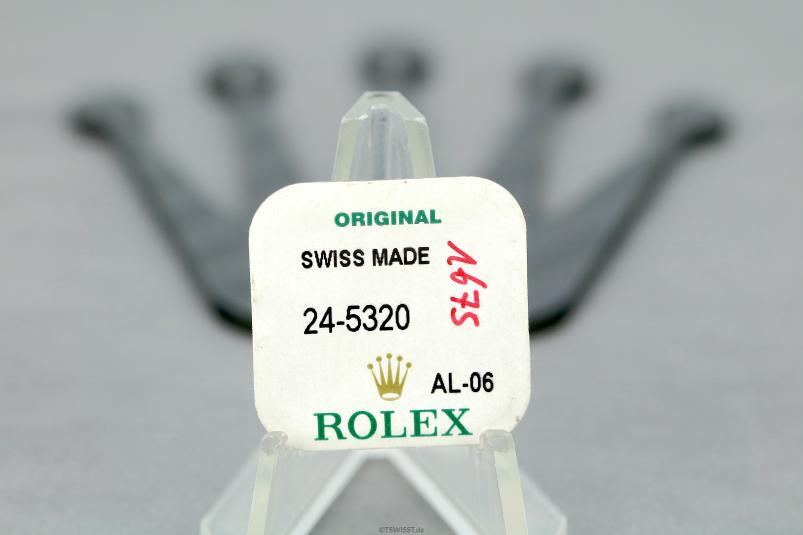 ORIGINAL
SWISS MADE
1675
24-5320
AL-06
ROLEX
©TSWISST.de